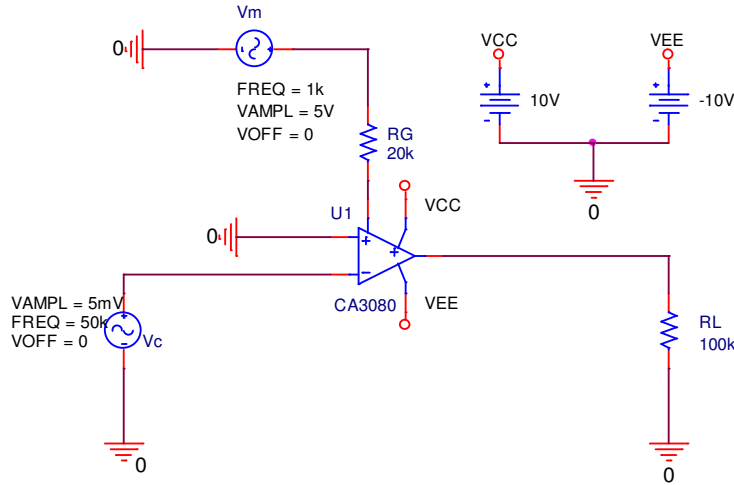 Vm
0
FREQ = 1k
VAMPL = 5V
VOFF = 0
RG
20k
VCC
VEE
+
10V
-
+
-10V
-
0
U1
VCC
0
+
+
-
VEE
CA3080
VAMPL = 5mV
FREQ = 50k
VOFF = 0
+
-
Vc
RL
100k
0
0